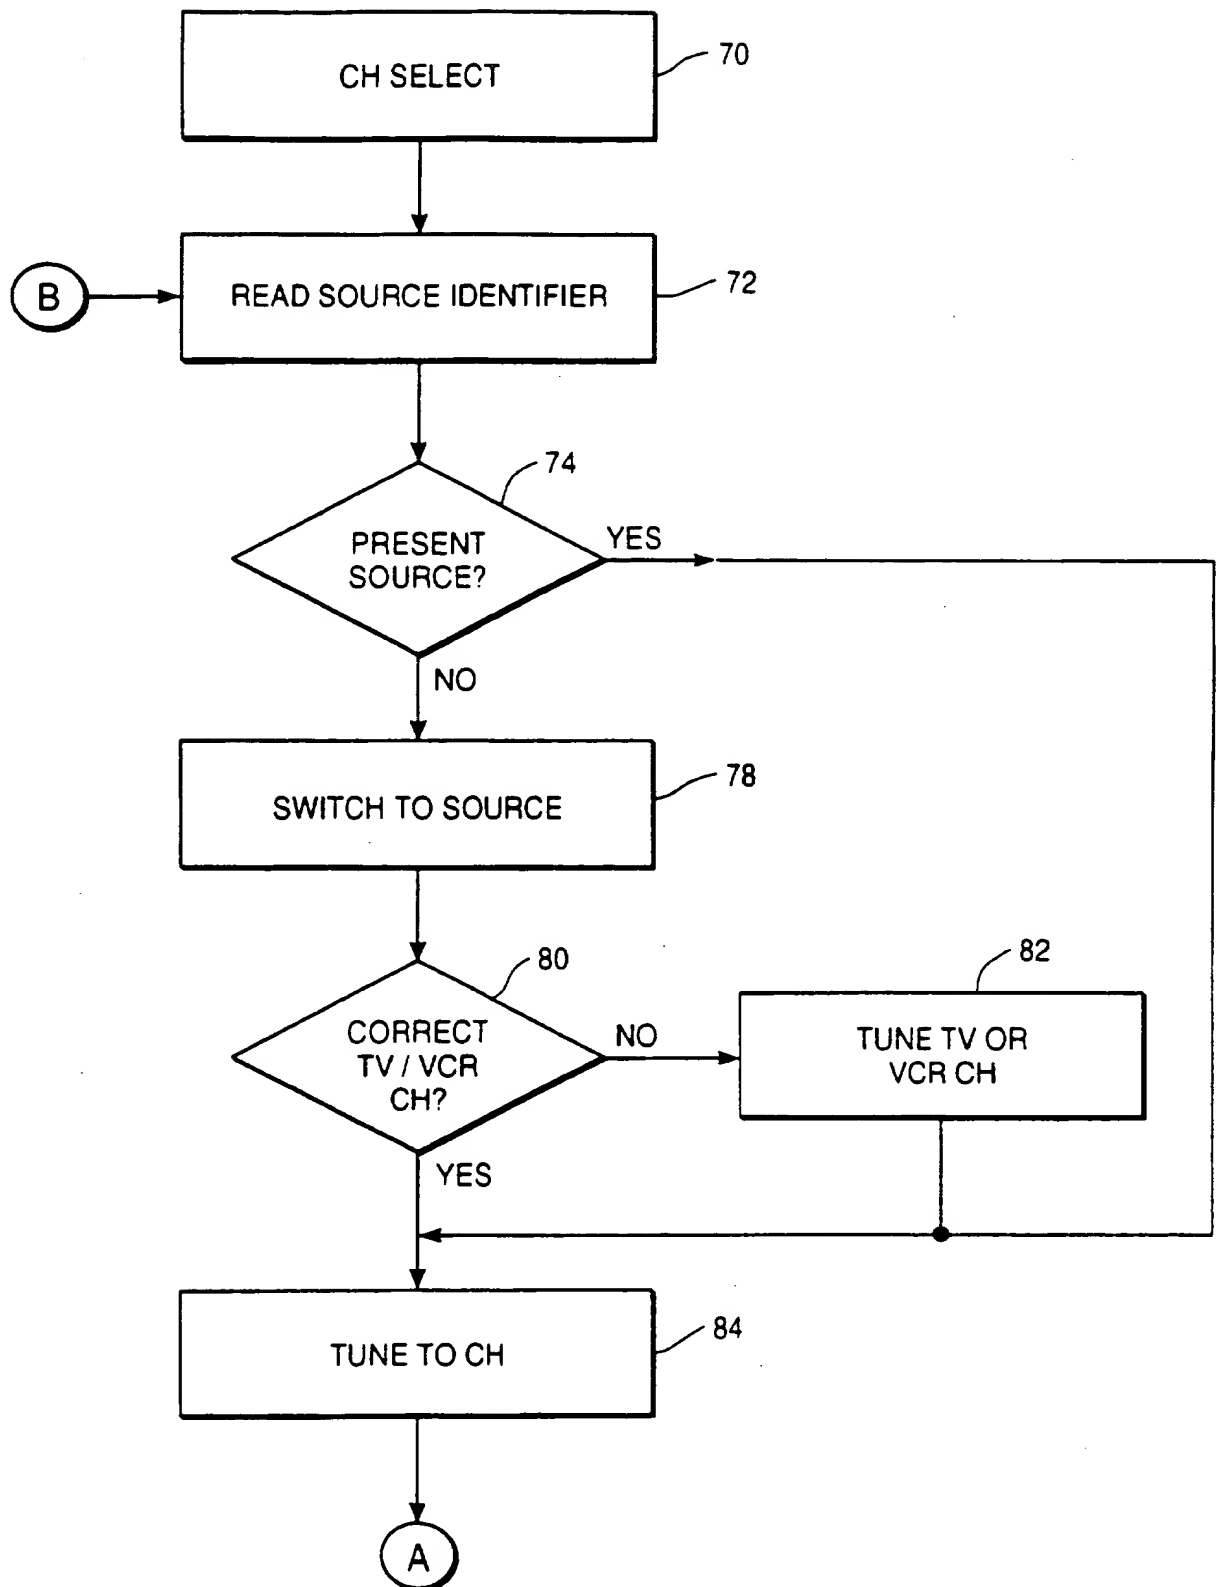 CH SELECT
70
B
READ SOURCE IDENTIFIER
72
74
PRESENT
SOURCE?
YES
NO
SWITCH TO SOURCE
78
80
CORRECT
TV / VCR
CH?
NO
82
TUNE TV OR
VCR CH
YES
TUNE TO CH
84
A